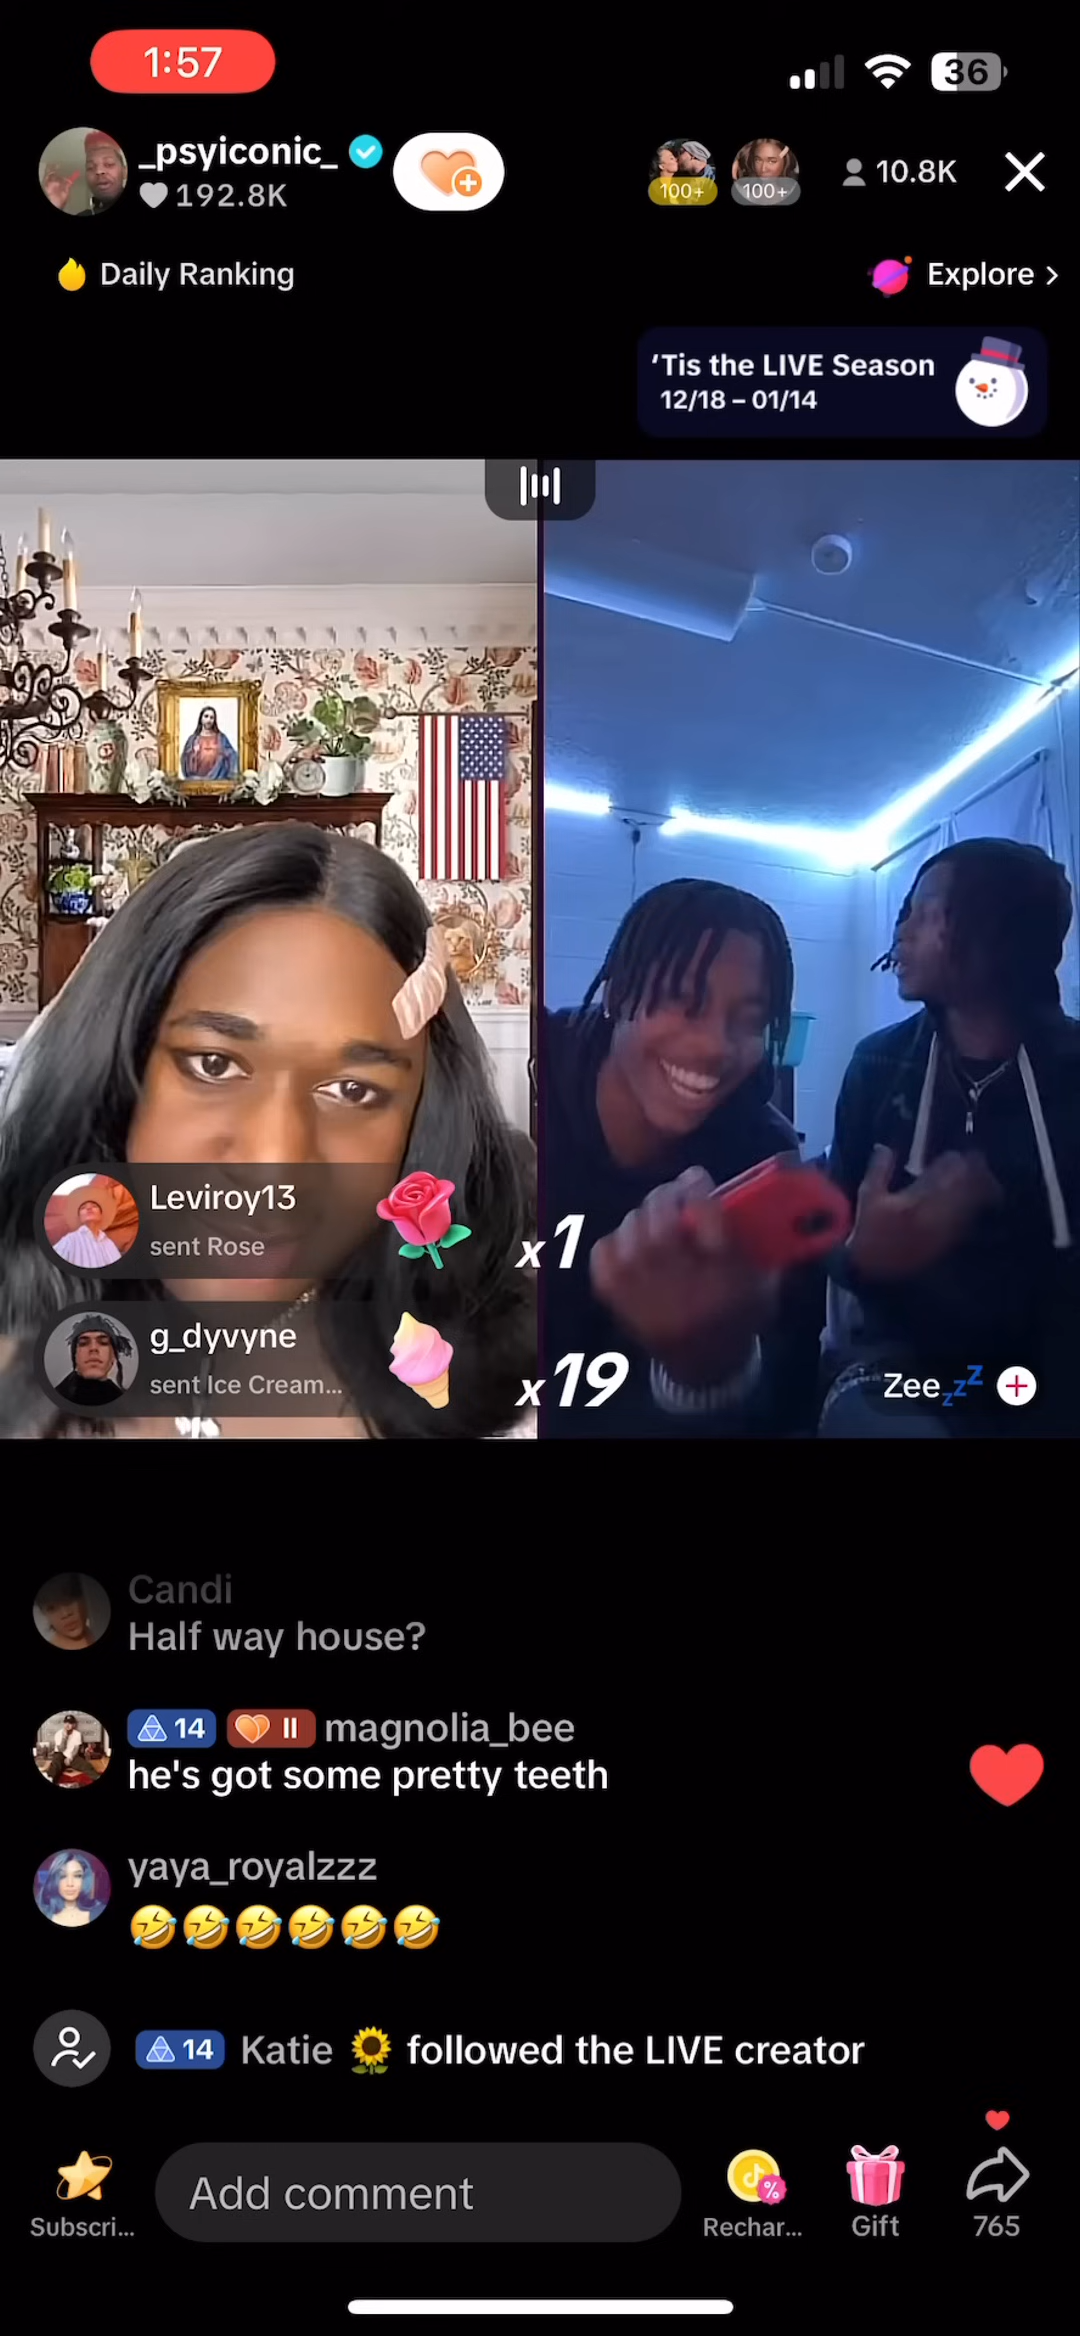 1:57
36
_psyiconic_
192.8K
100+
100+
10.8K
Daily Ranking
Explore >
‘Tis the LIVE Season
12/18 – 01/14
Leviroy13
sent Rose
x1
g_dyvyne
sent Ice Cream...
x19
Zeezzz
Candi
Half way house?
14 II magnolia_bee
he's got some pretty teeth
yaya_royalzzz
🤣🤣🤣🤣🤣🤣
14 Katie 🌻 followed the LIVE creator
Add comment
%
Subscri...
Rechar...
Gift
765